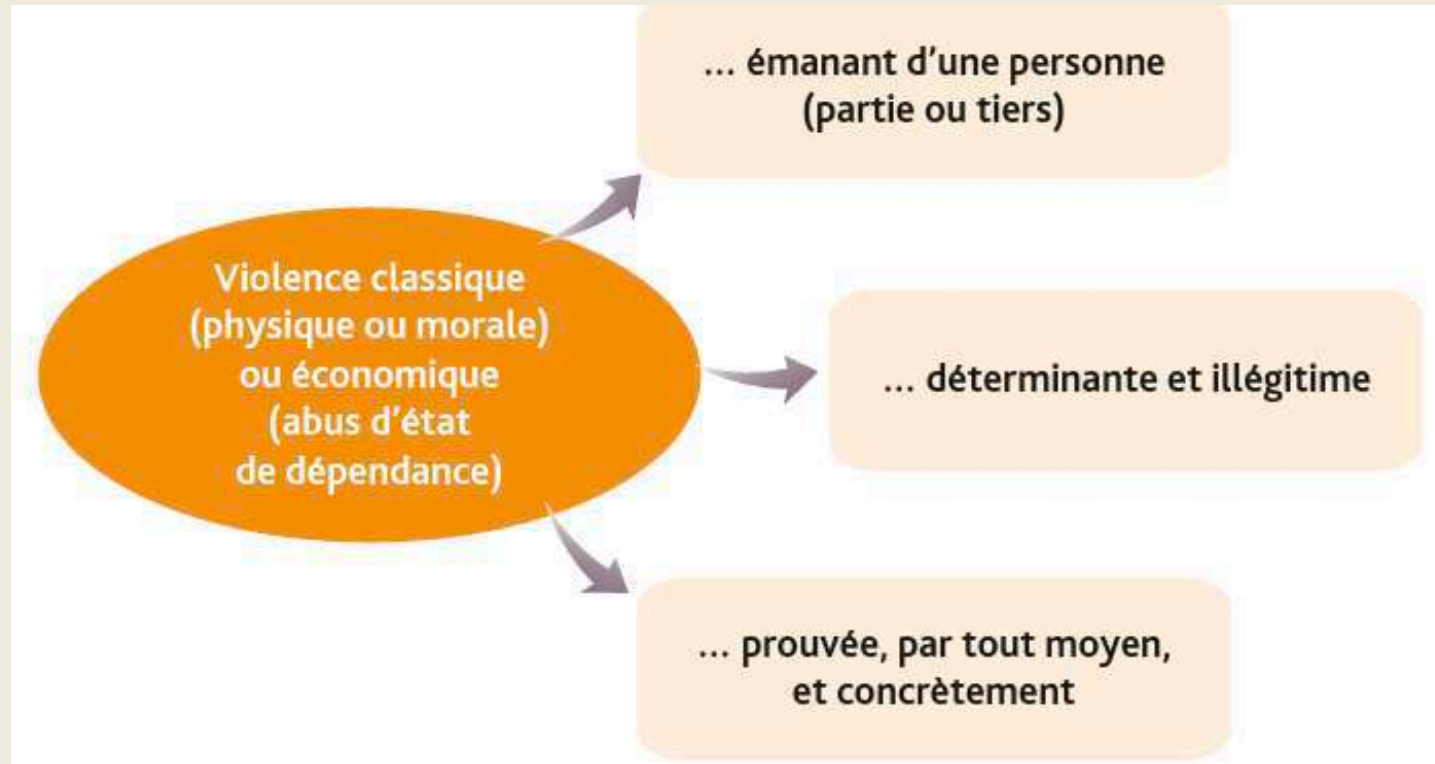 ... émanant d'une personne
(partie ou tiers)
Violence classique
(physique ou morale)
ou économique
(abus d'état
de dépendance)
... déterminante et illégitime
... prouvée, par tout moyen,
et concrètement